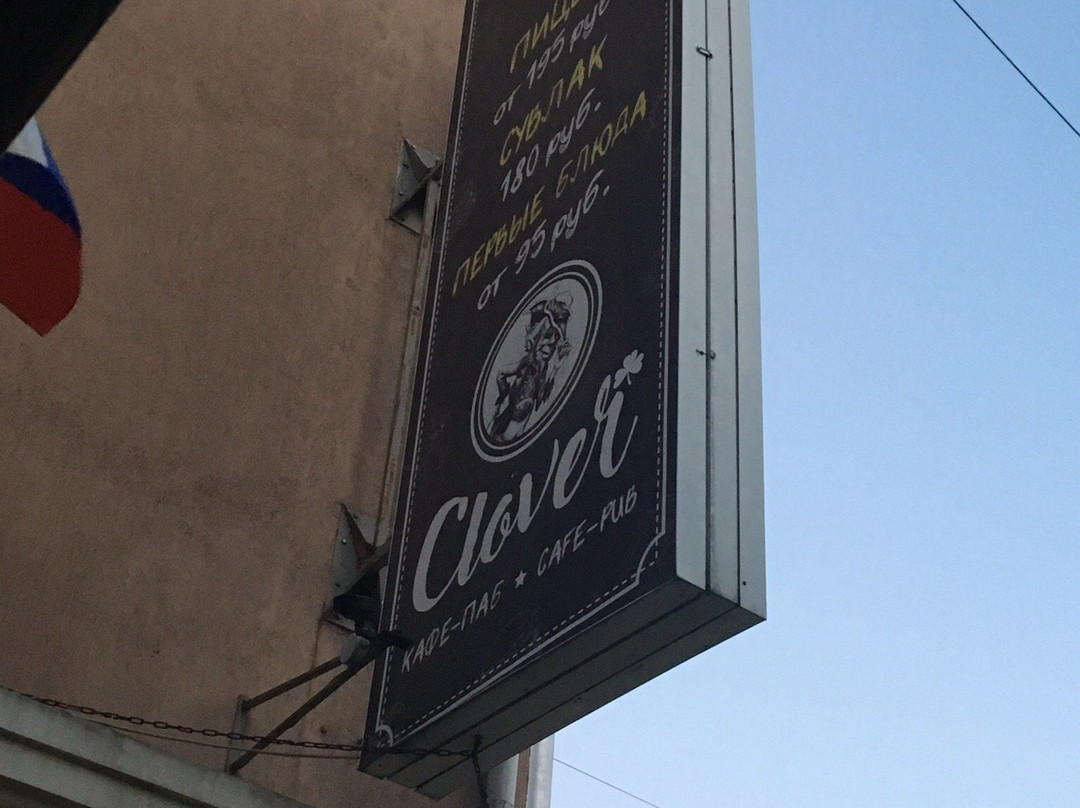 от 195 руб
СУВЛАК
180 руб.
ПЕРВЫЕ БЛЮДА
от 95 руб.
Clover
КАФЕ-ПАБ ★ CAFE-PUB